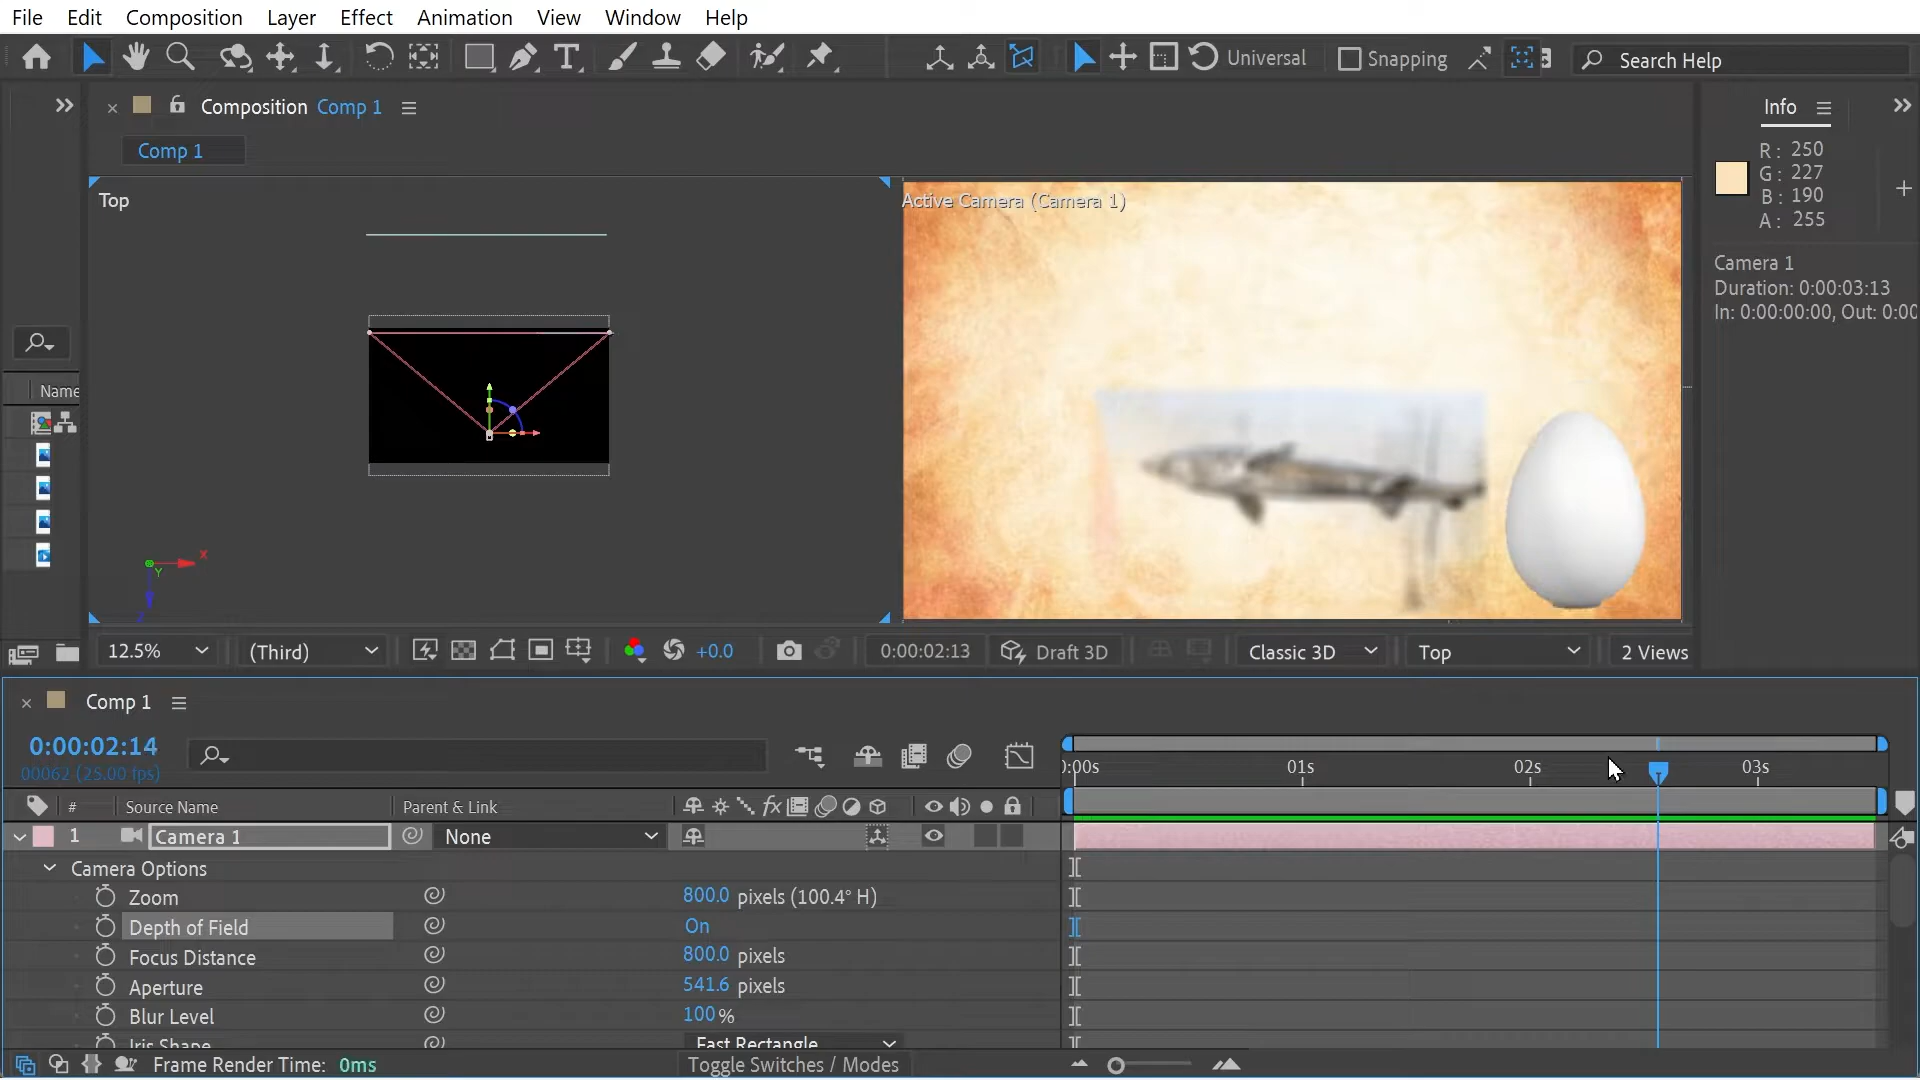 File Edit Composition Layer Effect Animation View Window Help
Universal Snapping Search Help
Composition Comp 1
Info
Comp 1
R: 250
G: 227
B: 190
A: 255
Top
Active Camera (Camera 1)
Camera 1
Duration: 0:00:03:13
In: 0:00:00:00, Out: 0:00
Name
X
Y
12.5% (Third) +0.0 0:00:02:13 Draft 3D Classic 3D Top 2 Views
Comp 1
0:00:02:14
00062 (25.00 fps)
0:00s 01s 02s 03s
# Source Name Parent & Link fx
1 Camera 1 None
Camera Options
Zoom 800.0 pixels (100.4° H)
Depth of Field On
Focus Distance 800.0 pixels
Aperture 541.6 pixels
Blur Level 100 %
Iris Shape Fast Rectangle
Frame Render Time: 0ms Toggle Switches / Modes